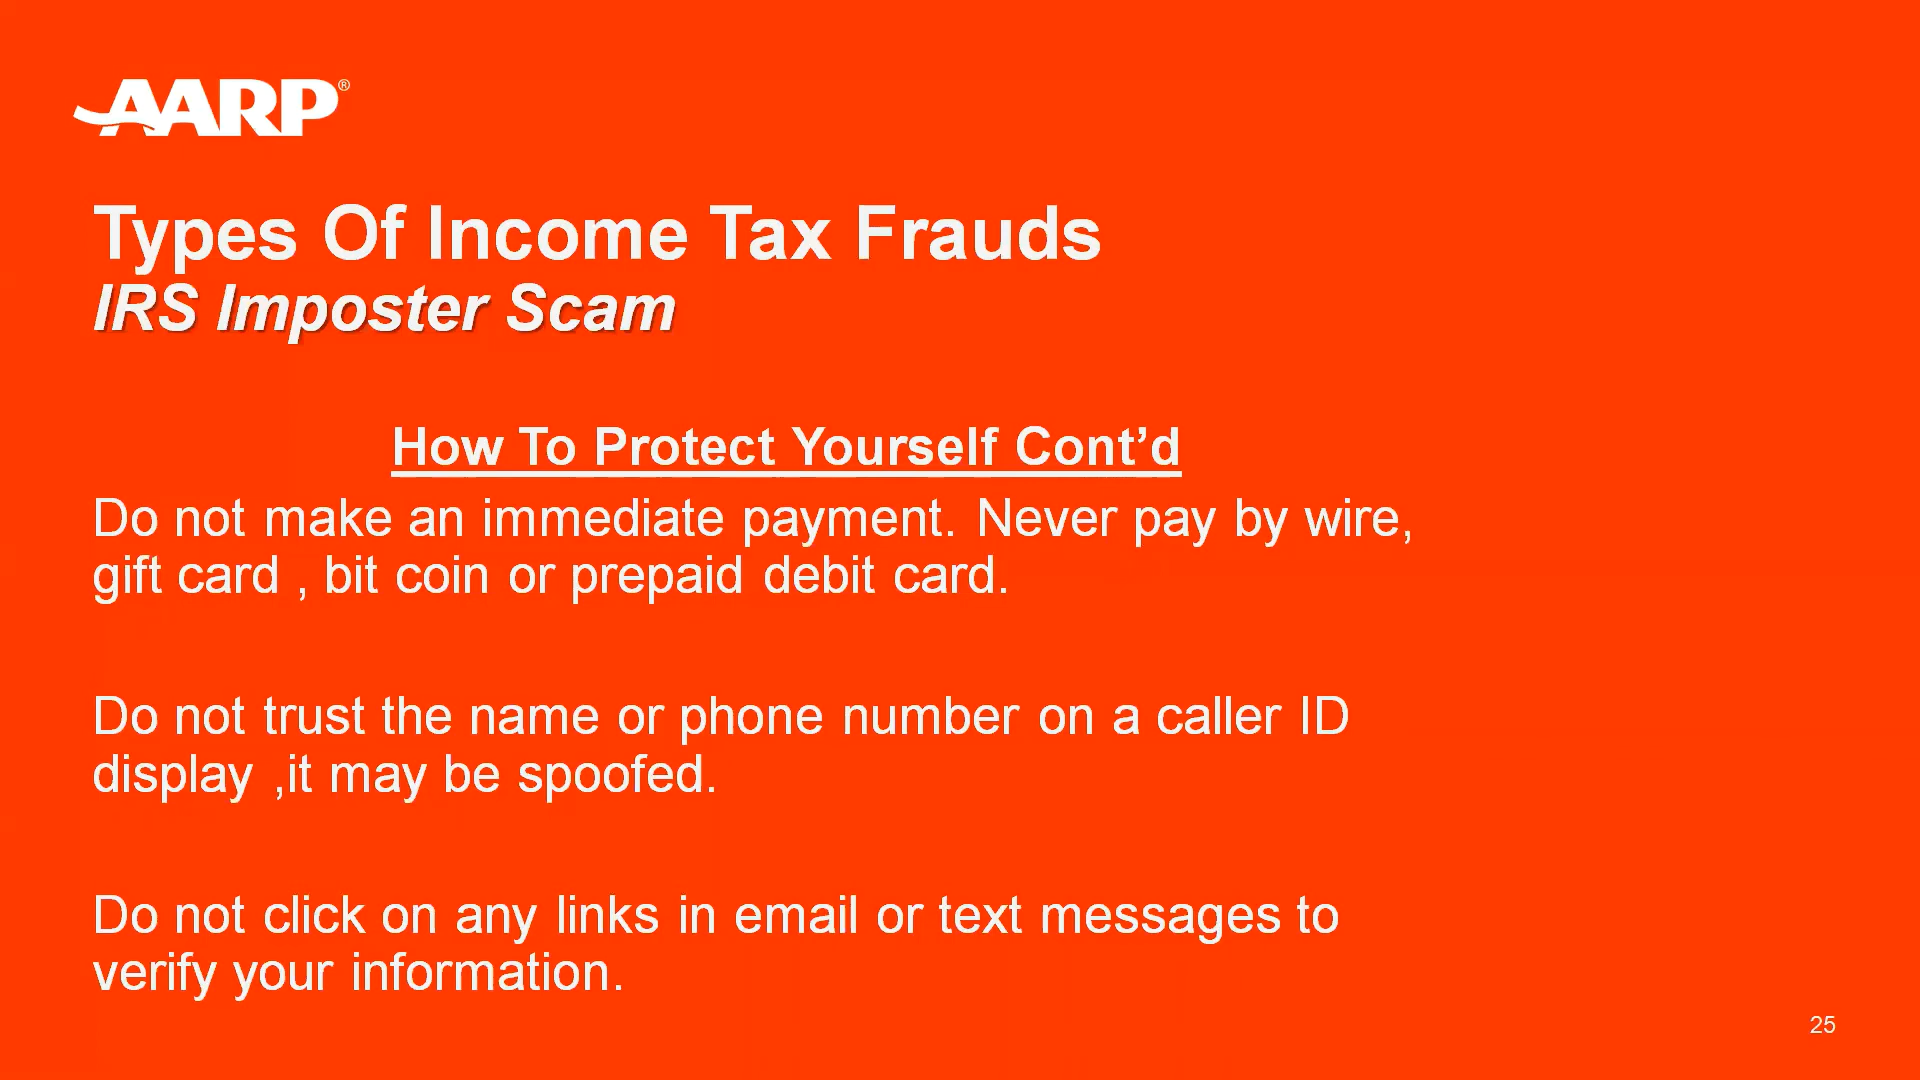 AARP®
Types Of Income Tax Frauds
IRS Imposter Scam
How To Protect Yourself Cont’d
Do not make an immediate payment. Never pay by wire,
gift card , bit coin or prepaid debit card.
Do not trust the name or phone number on a caller ID
display ,it may be spoofed.
Do not click on any links in email or text messages to
verify your information.
25